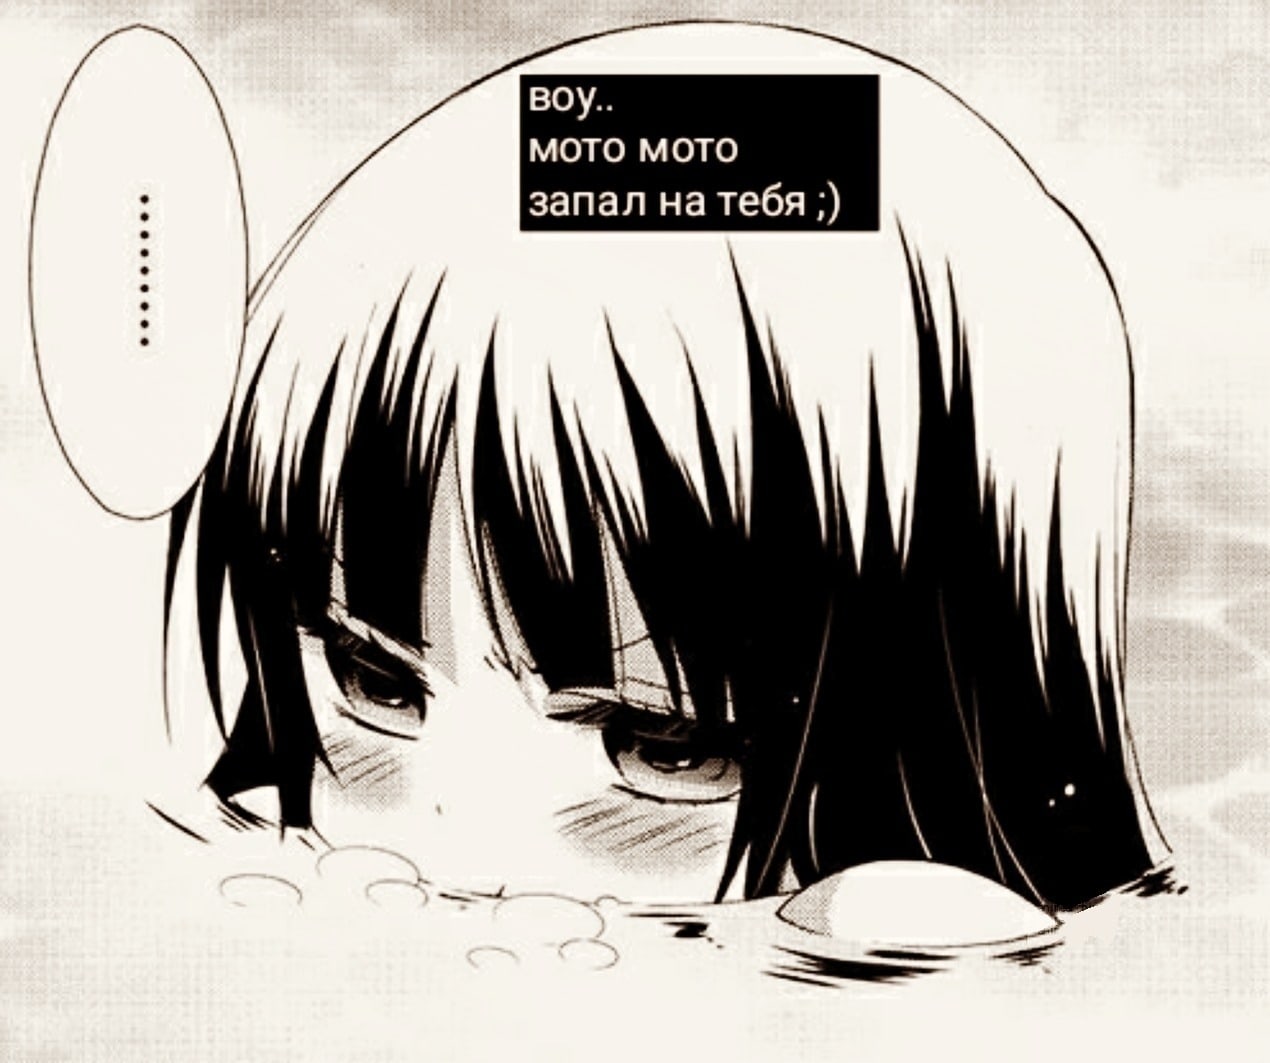 воу..
мото мото
запал на тебя ;)
.........